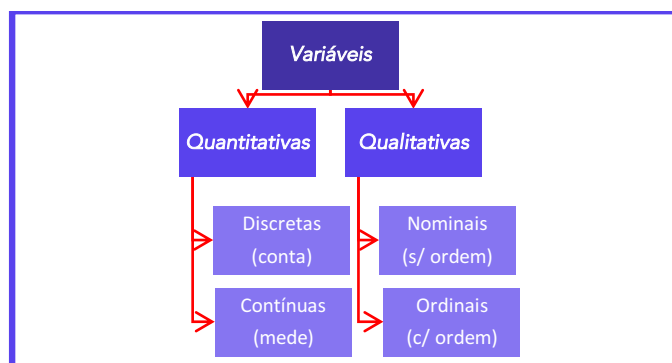 Variáveis
Quantitativas
Qualitativas
Discretas
(conta)
Nominais
(s/ ordem)
Contínuas
(mede)
Ordinais
(c/ ordem)